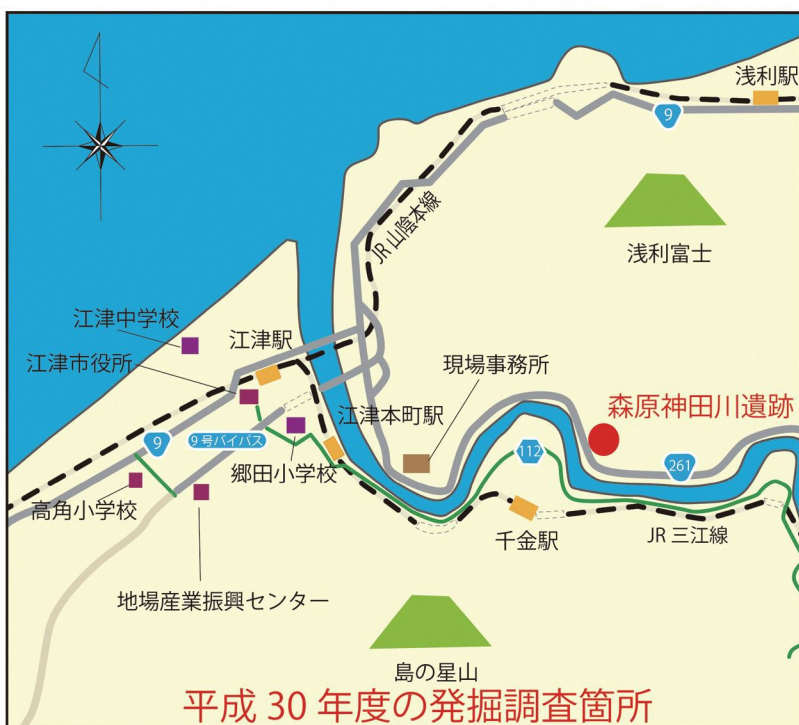 浅利駅
9
JR山陰本線
浅利富士
江津中学校
江津駅
江津市役所
現場事務所
江津本町駅
森原神田川遺跡
9
9号バイパス
112
261
郷田小学校
高角小学校
千金駅
JR三江線
地場産業振興センター
島の星山
平成30年度の発掘調査箇所